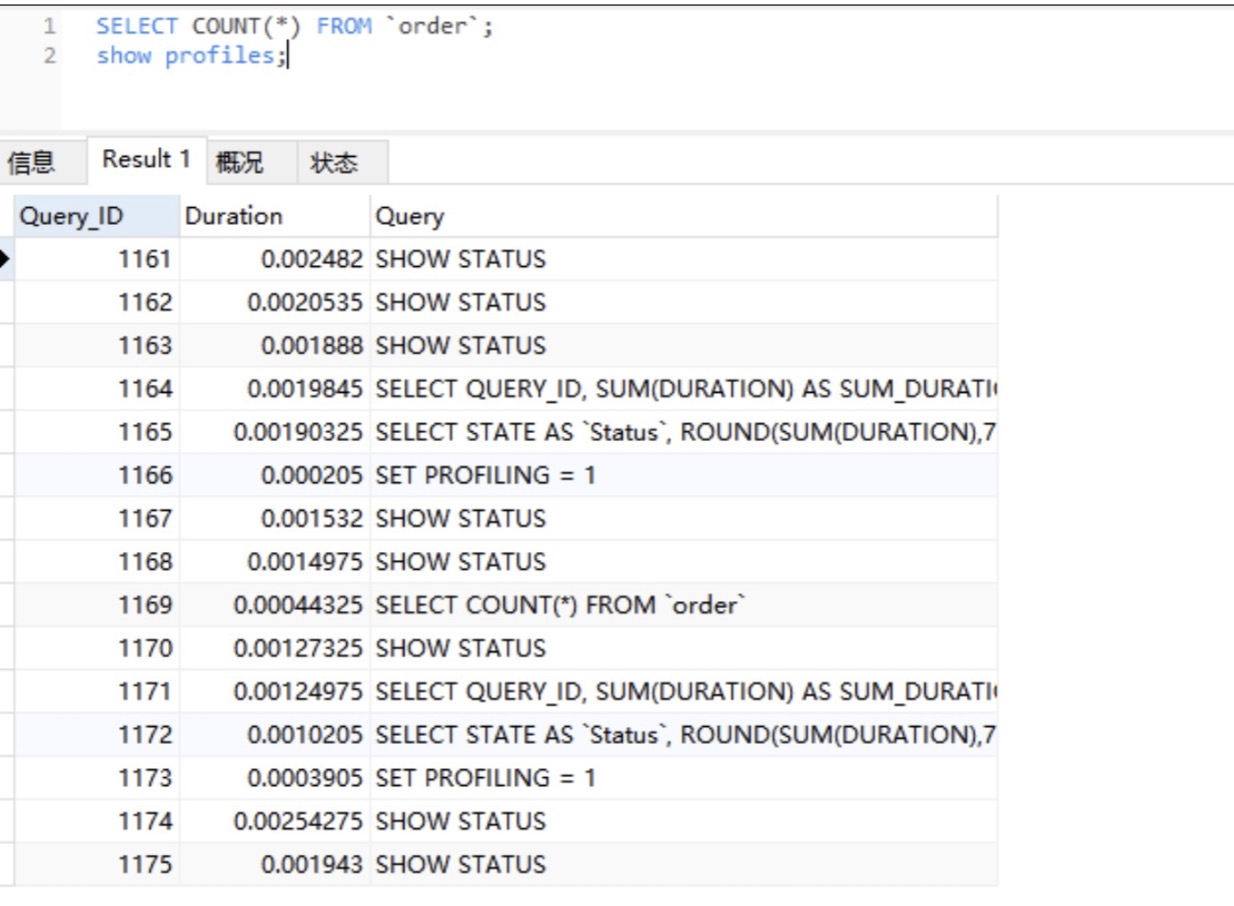 1 SELECT COUNT(*) FROM `order`;
2 show profiles;
信息 Result 1 概况 状态
Query_ID Duration Query
1161 0.002482 SHOW STATUS
1162 0.0020535 SHOW STATUS
1163 0.001888 SHOW STATUS
1164 0.0019845 SELECT QUERY_ID, SUM(DURATION) AS SUM_DURATI
1165 0.00190325 SELECT STATE AS `Status`, ROUND(SUM(DURATION),7
1166 0.000205 SET PROFILING = 1
1167 0.001532 SHOW STATUS
1168 0.0014975 SHOW STATUS
1169 0.00044325 SELECT COUNT(*) FROM `order`
1170 0.00127325 SHOW STATUS
1171 0.00124975 SELECT QUERY_ID, SUM(DURATION) AS SUM_DURATI
1172 0.0010205 SELECT STATE AS `Status`, ROUND(SUM(DURATION),7
1173 0.0003905 SET PROFILING = 1
1174 0.00254275 SHOW STATUS
1175 0.001943 SHOW STATUS